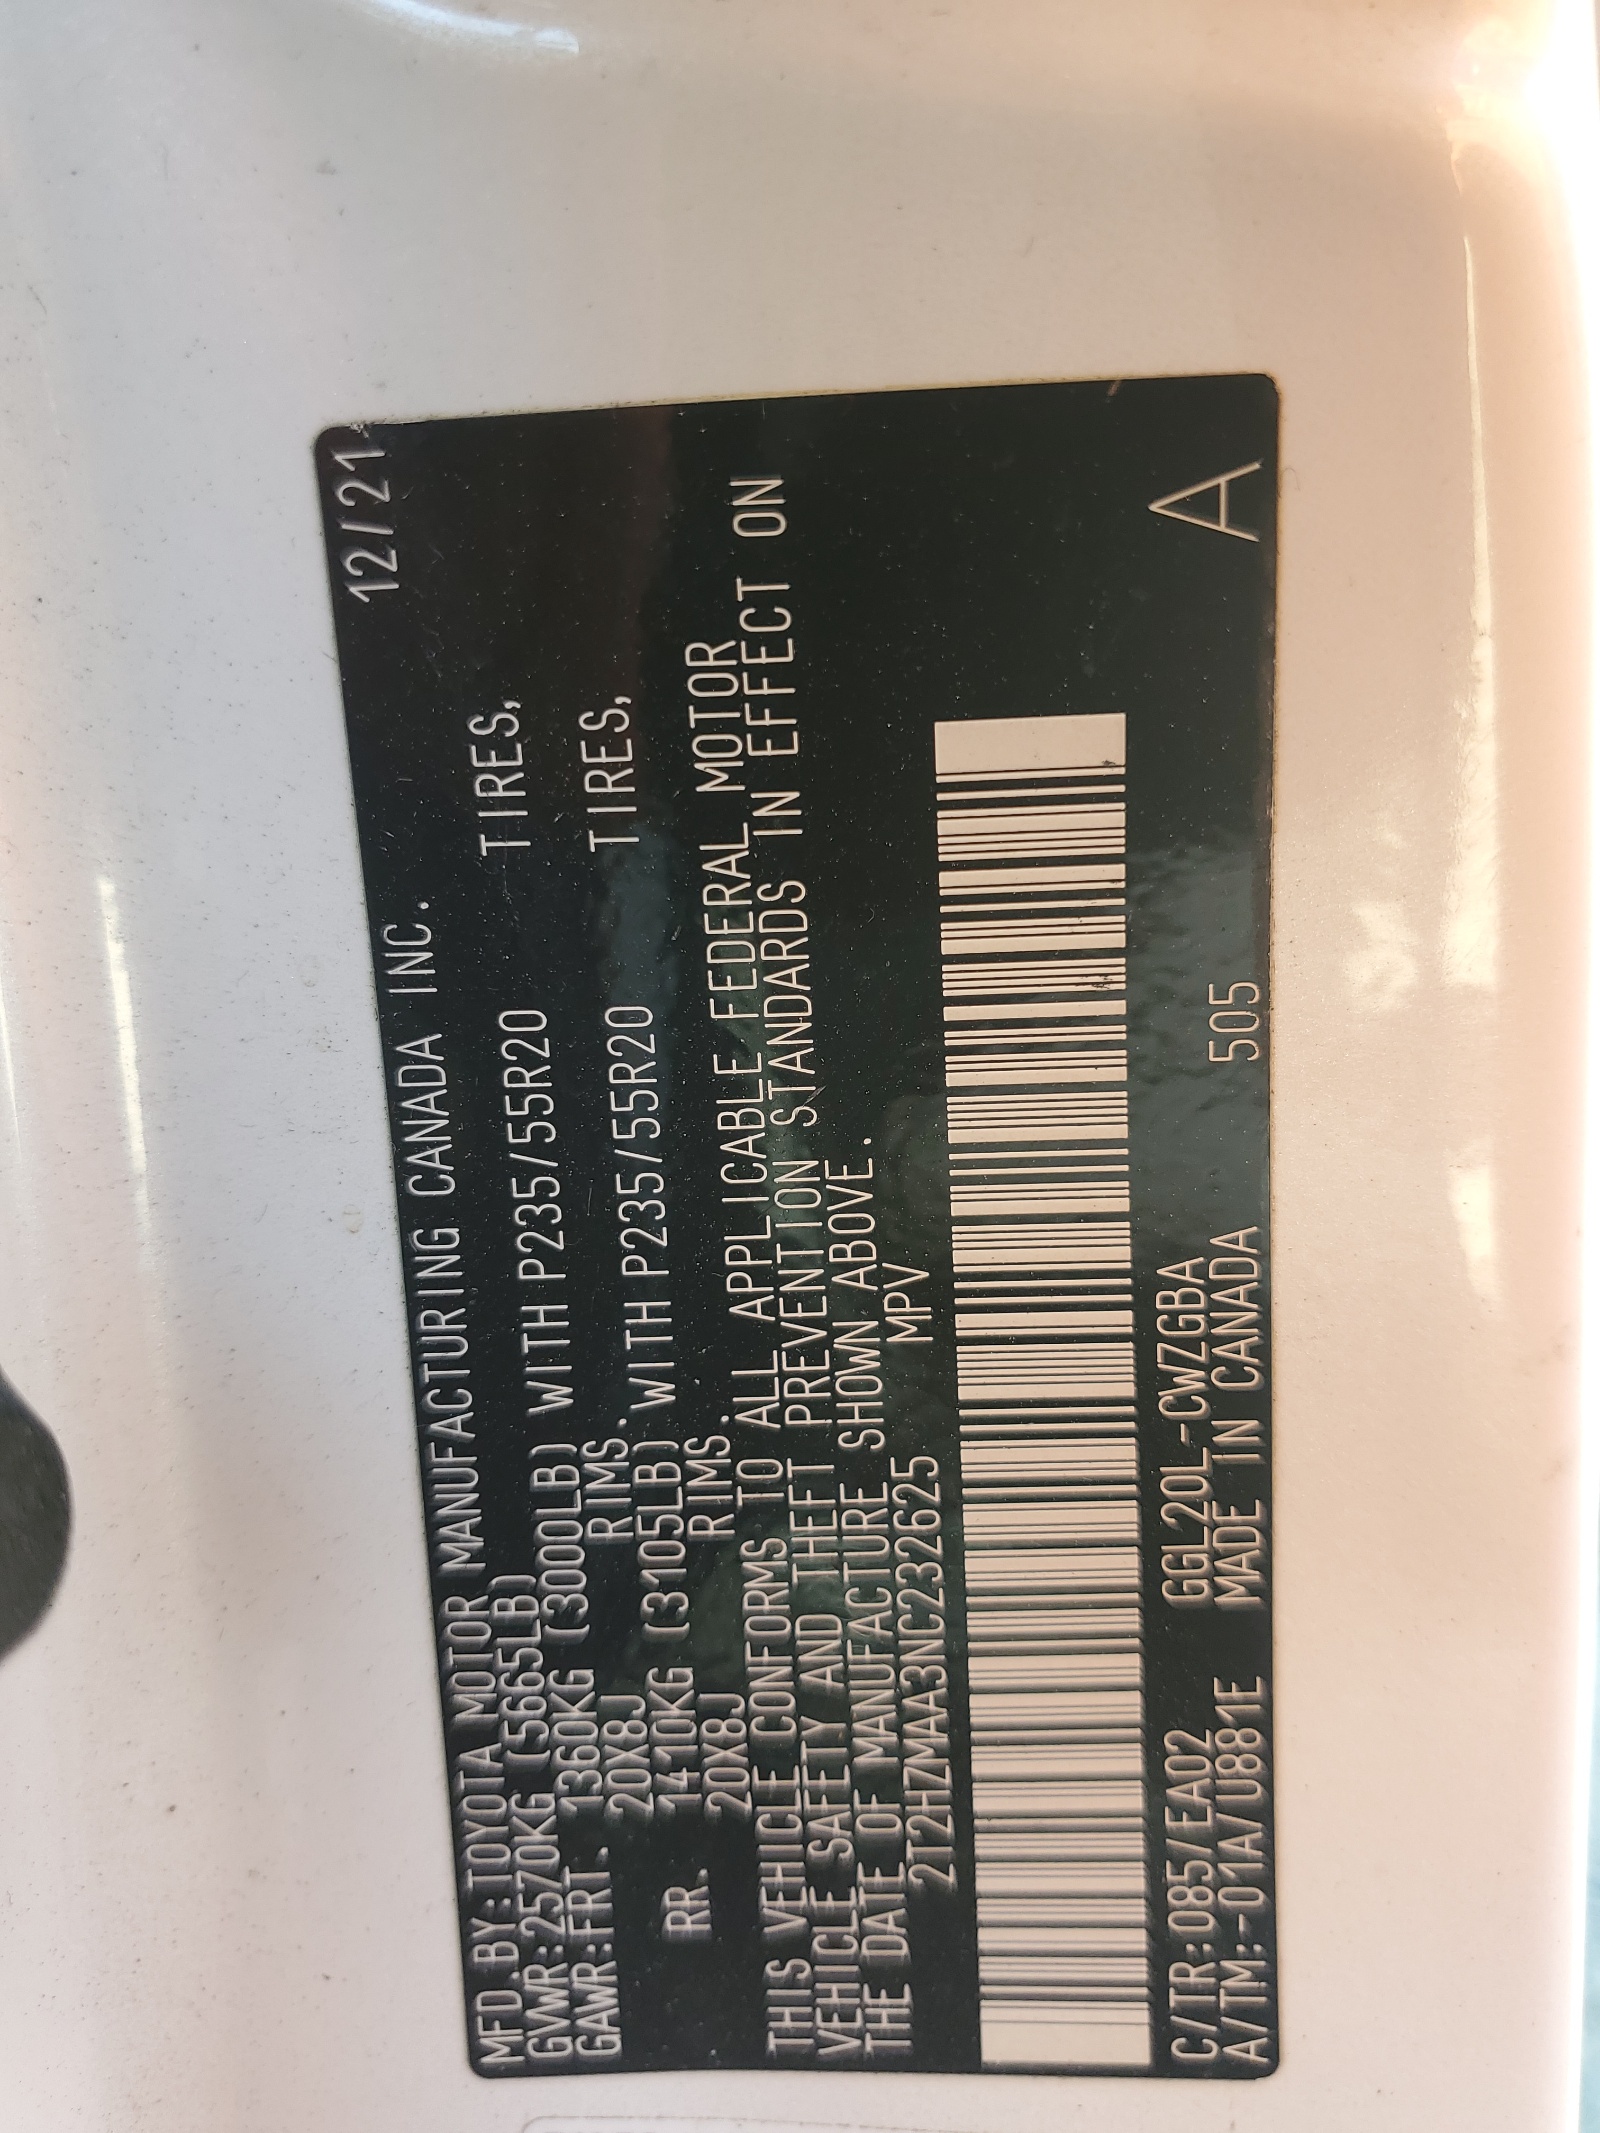 12/21
MFD.BY:TOYOTA MOTOR MANUFACTURING CANADA INC.
GVWR:2570KG (5665LB)
GAWR:FRT. 1360KG (3000LB) WITH P235/55R20 TIRES,
20X8J RIMS.
RR. 1410KG (3105LB) WITH P235/55R20 TIRES,
20X8J RIMS.
THIS VEHICLE CONFORMS TO ALL APPLICABLE FEDERAL MOTOR
VEHICLE SAFETY AND THEFT PREVENTION STANDARDS IN EFFECT ON
THE DATE OF MANUFACTURE SHOWN ABOVE.
2T2HZMAA3NC232625 MPV
C/TR:085/EA02 GGL20L-CWZGBA
A/TM:-01A/U881E MADE IN CANADA 505 A